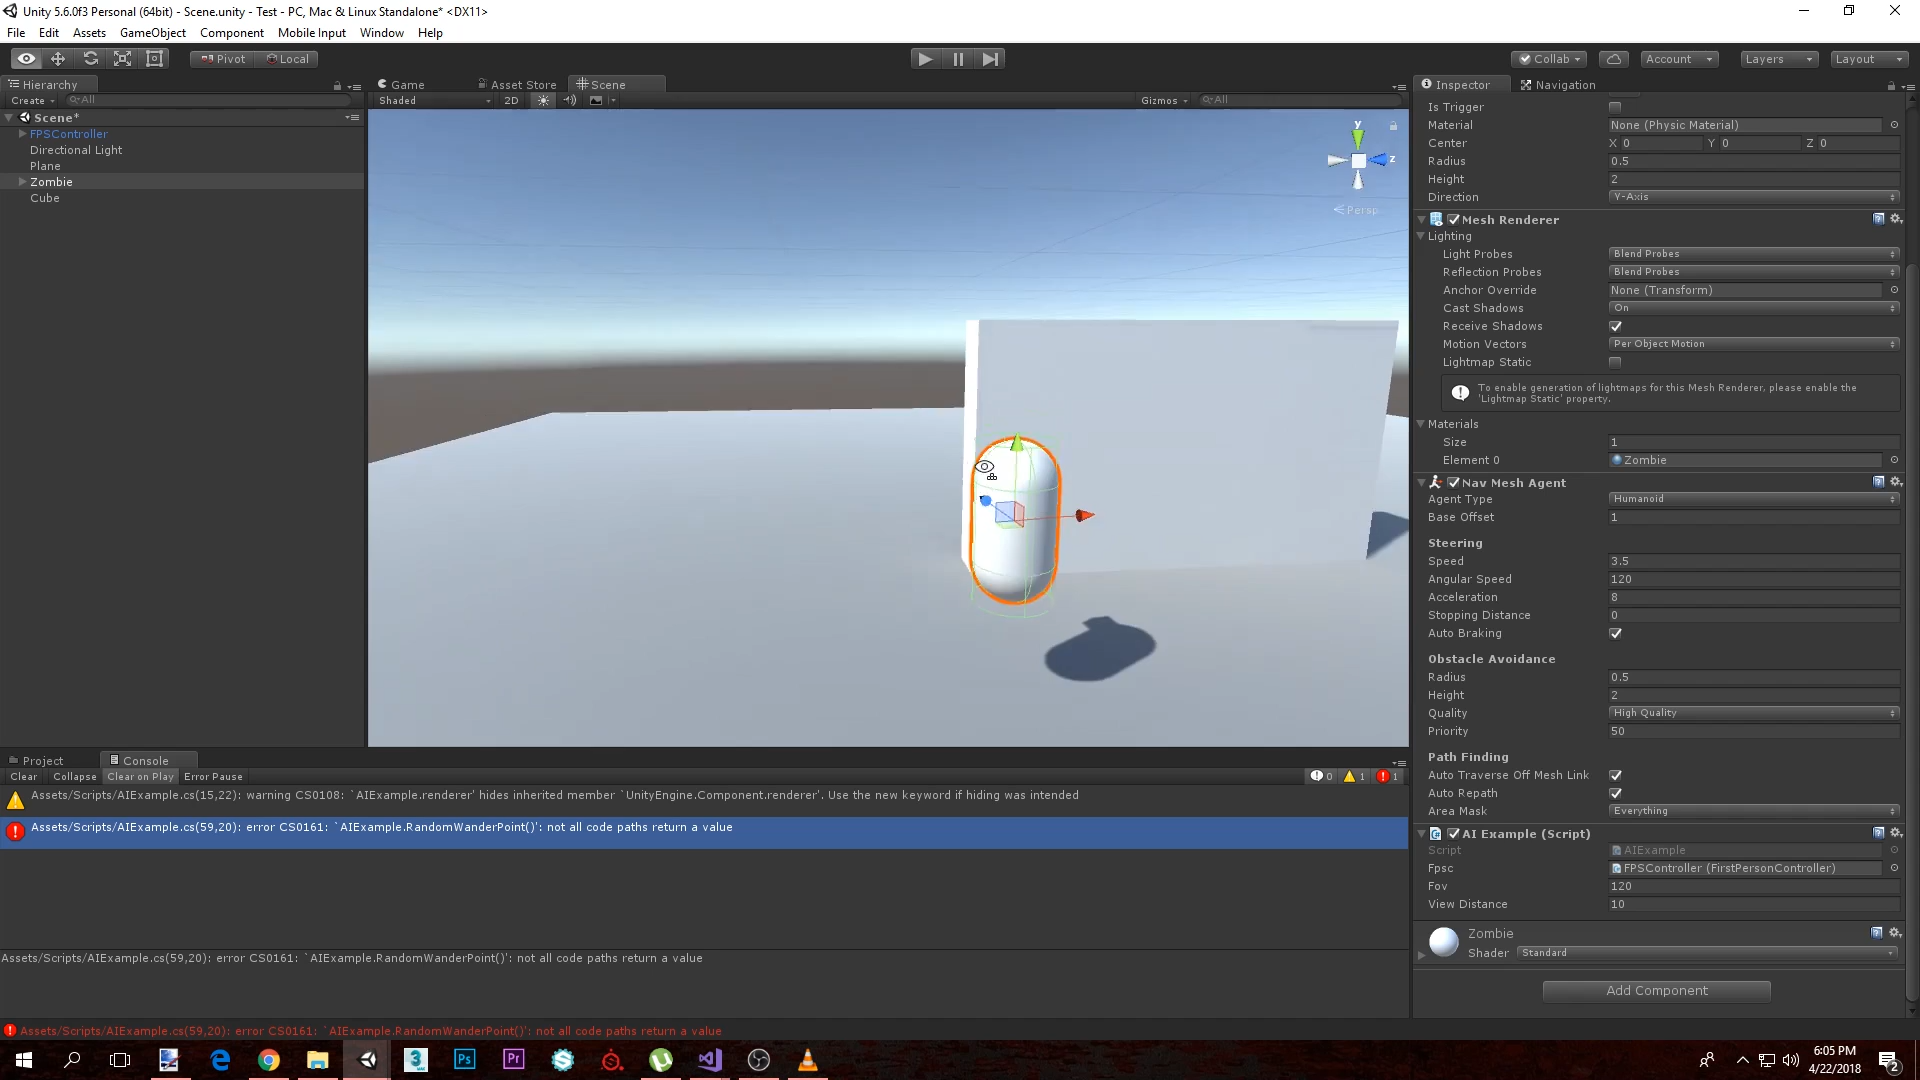 Unity 5.6.0f3 Personal (64bit) - Scene.unity - Test - PC, Mac & Linux Standalone* <DX11>
File Edit Assets GameObject Component Mobile Input Window Help
Pivot Local Collab Account Layers Layout
Hierarchy Game Asset Store Scene Inspector Navigation
Create All Shaded 2D Gizmos All
Scene*
FPSController
Directional Light
Plane
Zombie
Cube
y
z
Persp
Is Trigger
Material None (Physic Material)
Center X 0 Y 0 Z 0
Radius 0.5
Height 2
Direction Y-Axis
Mesh Renderer
Lighting
Light Probes Blend Probes
Reflection Probes Blend Probes
Anchor Override None (Transform)
Cast Shadows On
Receive Shadows
Motion Vectors Per Object Motion
Lightmap Static
To enable generation of lightmaps for this Mesh Renderer, please enable the
'Lightmap Static' property.
Materials
Size 1
Element 0 Zombie
Nav Mesh Agent
Agent Type Humanoid
Base Offset 1
Steering
Speed 3.5
Angular Speed 120
Acceleration 8
Stopping Distance 0
Auto Braking
Obstacle Avoidance
Radius 0.5
Height 2
Quality High Quality
Priority 50
Path Finding
Auto Traverse Off Mesh Link
Auto Repath
Area Mask Everything
AI Example (Script)
Script AIExample
Fpsc FPSController (FirstPersonController)
Fov 120
View Distance 10
Zombie
Shader Standard
Add Component
Project Console
Clear Collapse Clear on Play Error Pause 0 1 1
Assets/Scripts/AIExample.cs(15,22): warning CS0108: `AIExample.renderer' hides inherited member `UnityEngine.Component.renderer'. Use the new keyword if hiding was intended
Assets/Scripts/AIExample.cs(59,20): error CS0161: `AIExample.RandomWanderPoint()': not all code paths return a value
Assets/Scripts/AIExample.cs(59,20): error CS0161: `AIExample.RandomWanderPoint()': not all code paths return a value
Assets/Scripts/AIExample.cs(59,20): error CS0161: `AIExample.RandomWanderPoint()': not all code paths return a value
3 Ps Pr
6:05 PM
4/22/2018
2